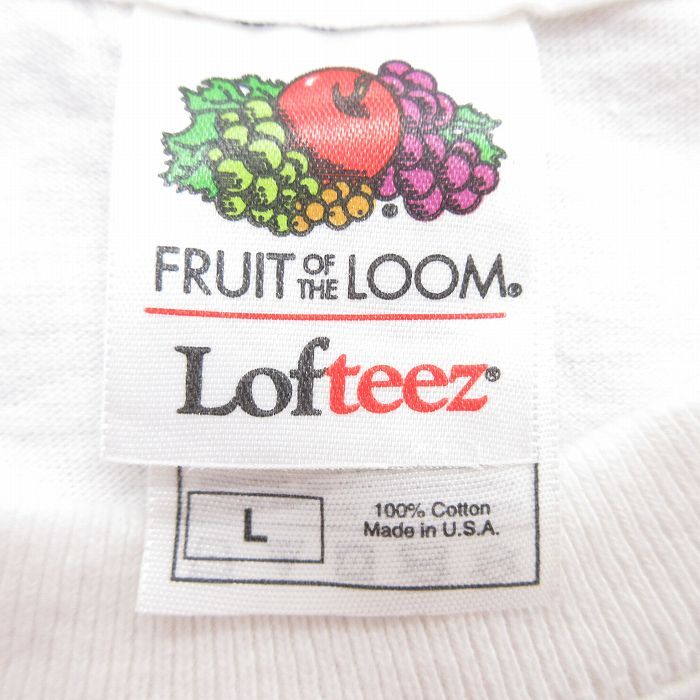 ®
FRUIT OF THE LOOM®
Lofteez®
L
100% Cotton
Made in U.S.A.